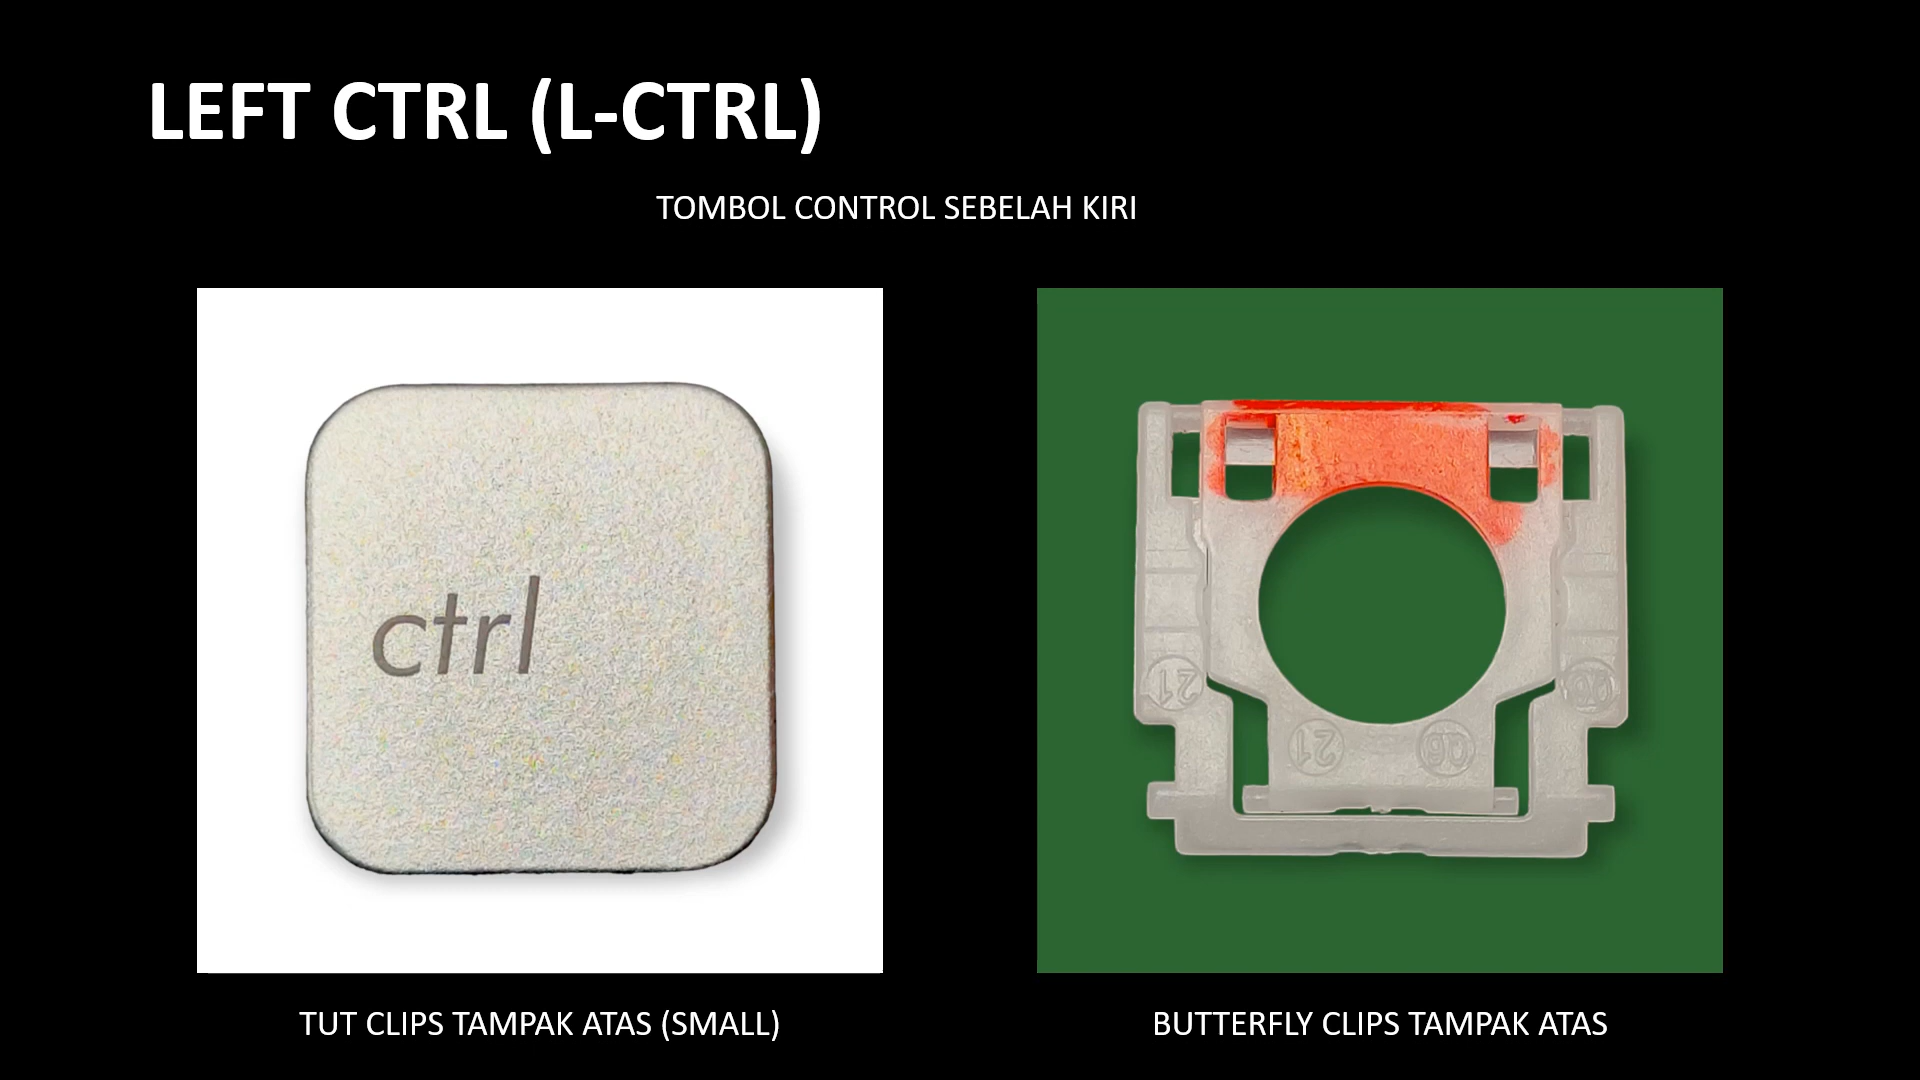 LEFT CTRL (L-CTRL)
TOMBOL CONTROL SEBELAH KIRI
ctrl
21
21
06
TUT CLIPS TAMPAK ATAS (SMALL)
BUTTERFLY CLIPS TAMPAK ATAS